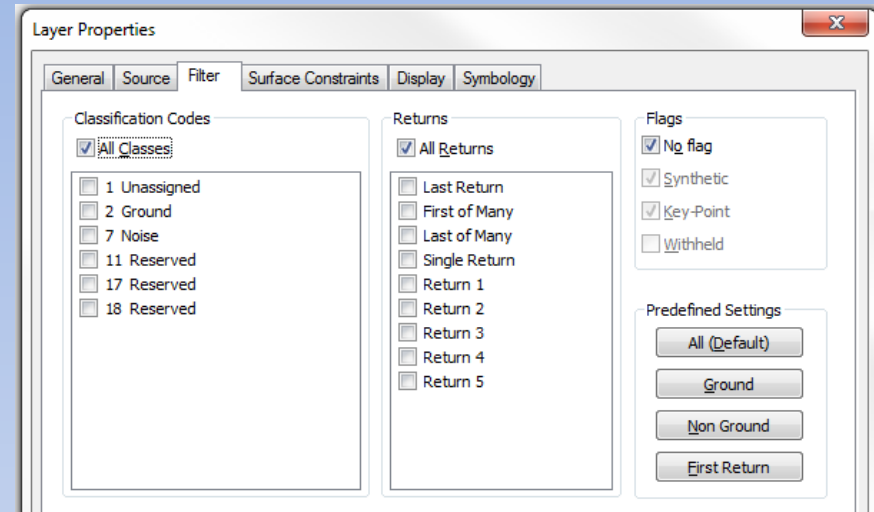 Layer Properties
General Source Filter Surface Constraints Display Symbology
Classification Codes
All Classes
1 Unassigned
2 Ground
7 Noise
11 Reserved
17 Reserved
18 Reserved
Returns
All Returns
Last Return
First of Many
Last of Many
Single Return
Return 1
Return 2
Return 3
Return 4
Return 5
Flags
No flag
Synthetic
Key-Point
Withheld
Predefined Settings
All (Default)
Ground
Non Ground
First Return